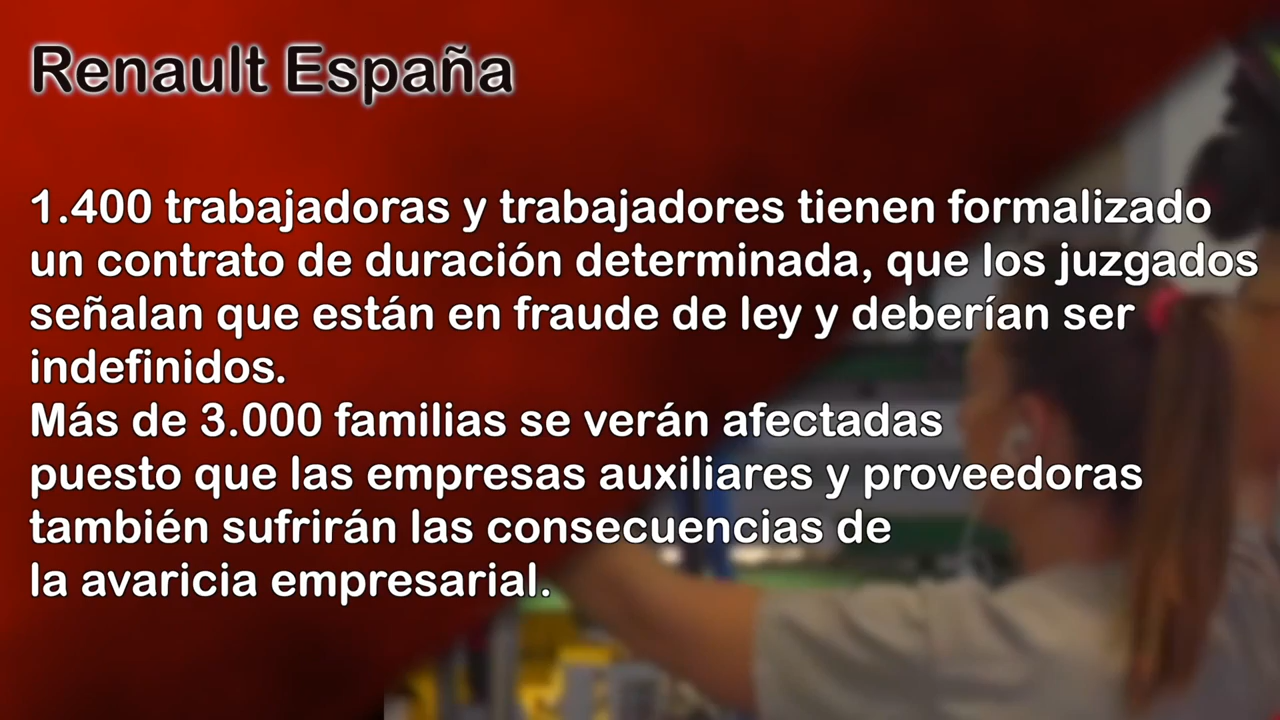 Renault España
1.400 trabajadoras y trabajadores tienen formalizado
un contrato de duración determinada, que los juzgados
señalan que están en fraude de ley y deberían ser
indefinidos.
Más de 3.000 familias se verán afectadas
puesto que las empresas auxiliares y proveedoras
también sufrirán las consecuencias de
la avaricia empresarial.